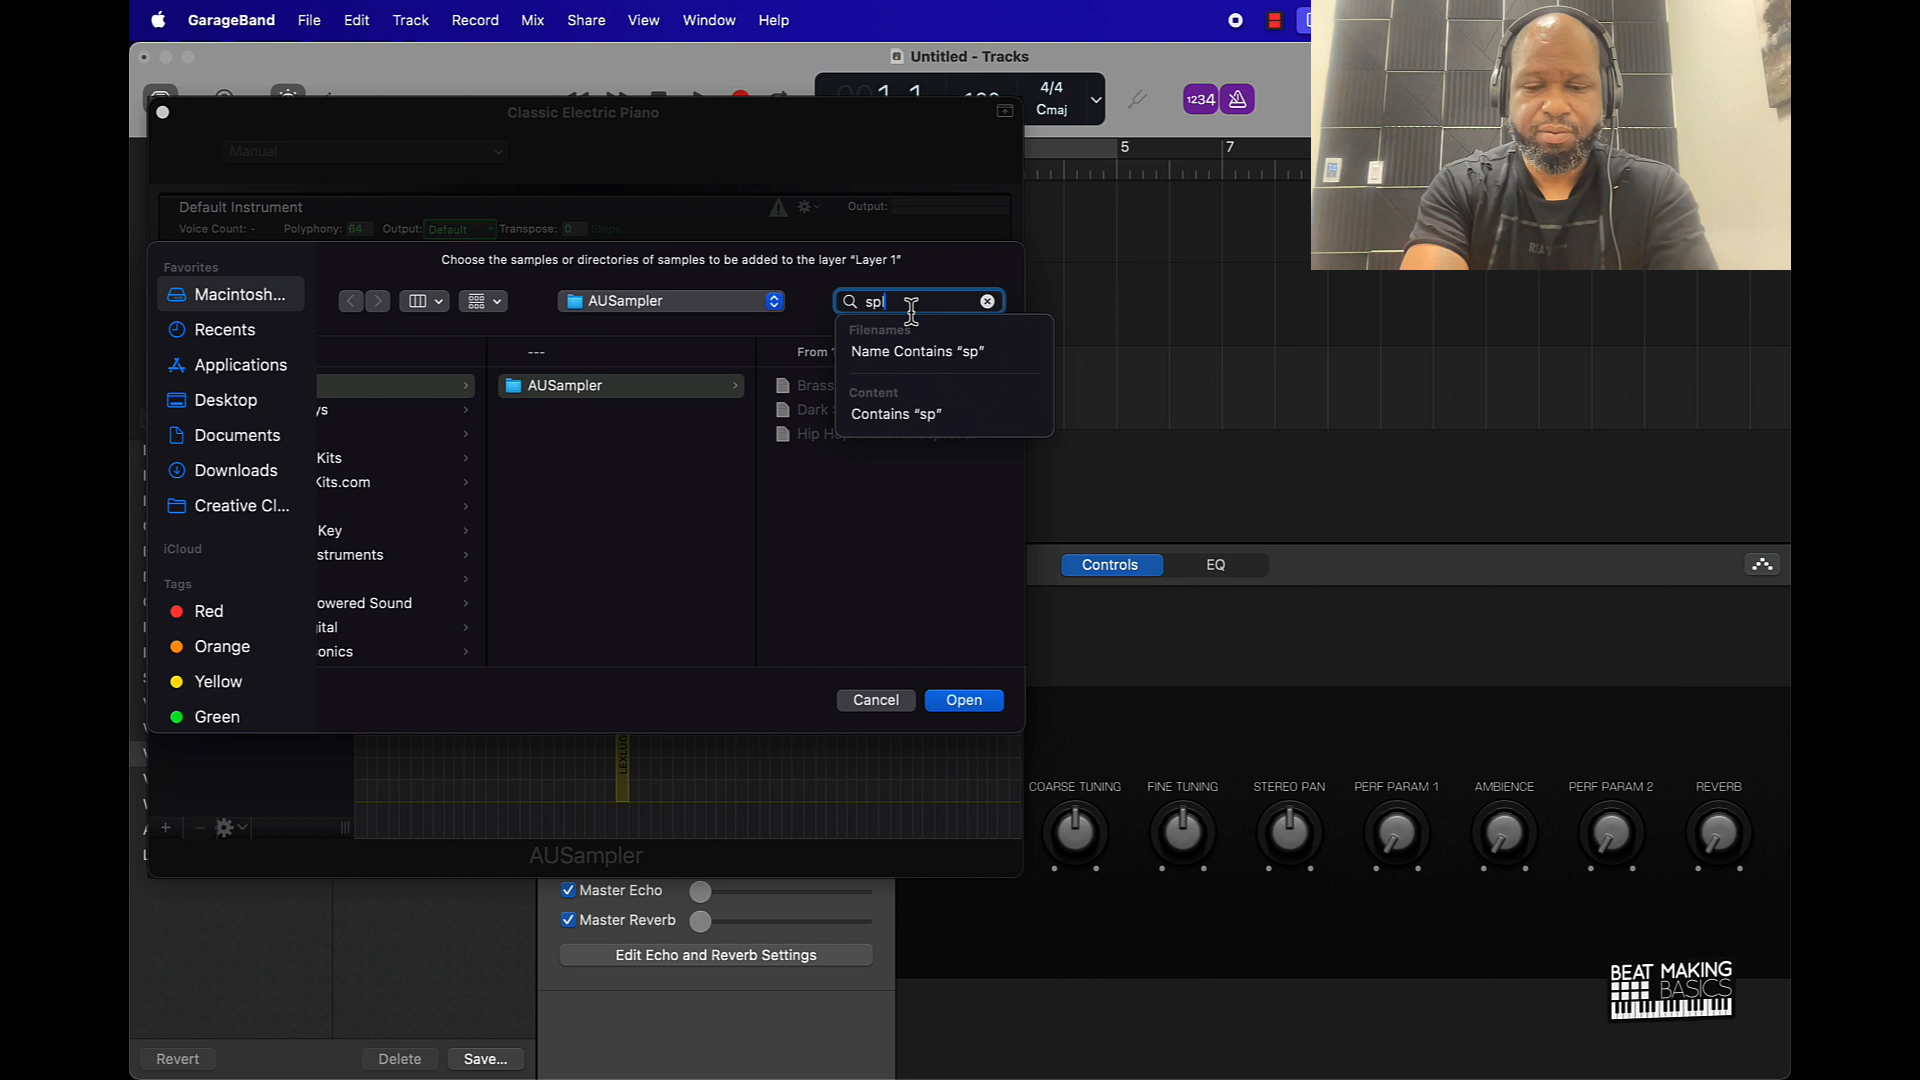 GarageBand File Edit Track Record Mix Share View Window Help
Untitled - Tracks
4/4
Cmaj
1234
Classic Electric Piano
5
7
Manual
Default Instrument
Output:
Voice Count: -
Polyphony: 64
Output: Default
Transpose: 0
Steps
Favorites
Macintosh...
Recents
Applications
Desktop
Documents
Downloads
Creative Cl...
iCloud
Tags
Red
Orange
Yellow
Green
Choose the samples or directories of samples to be added to the layer "Layer 1"
AUSampler
spl
Filenames
Name Contains "sp"
Content
Contains "sp"
---
From
AUSampler
Brass
Dark
Hip Ho
ys
Kits
Kits.com
Key
struments
owered Sound
ital
onics
Cancel
Open
LEXLUG
AUSampler
Master Echo
Master Reverb
Edit Echo and Reverb Settings
Controls
EQ
COARSE TUNING
FINE TUNING
STEREO PAN
PERF PARAM 1
AMBIENCE
PERF PARAM 2
REVERB
BEAT MAKING
BASICS
Revert
Delete
Save...